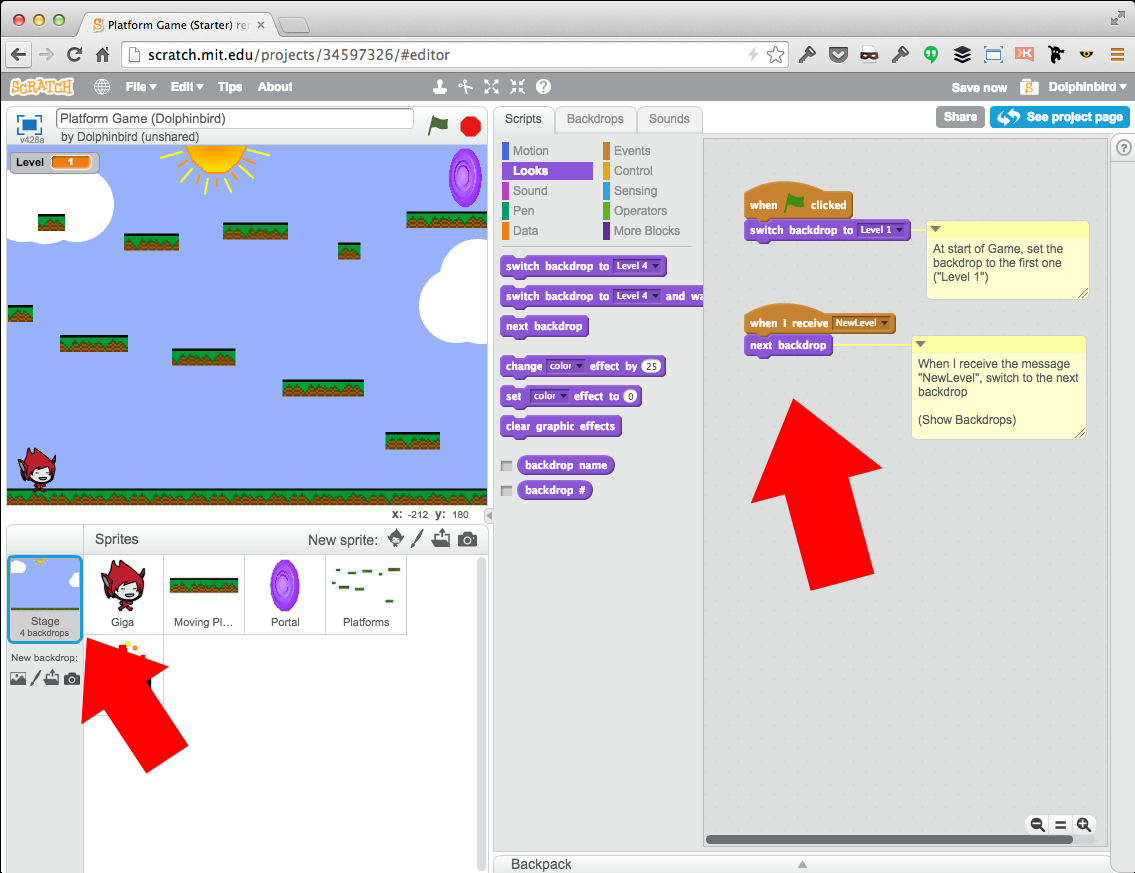 Platform Game (Starter) rer
scratch.mit.edu/projects/34597326/#editor
SCRATCH
File
Edit
Tips
About
Save now
Dolphinbird
v428a
Platform Game (Dolphinbird)
by Dolphinbird (unshared)
Scripts
Backdrops
Sounds
Share
See project page
Level 1
Motion
Looks
Sound
Pen
Data
Events
Control
Sensing
Operators
More Blocks
switch backdrop to Level 4
switch backdrop to Level 4 and wa
next backdrop
change color effect by 25
set color effect to 0
clear graphic effects
backdrop name
backdrop #
when clicked
switch backdrop to Level 1
At start of Game, set the
backdrop to the first one
("Level 1")
when I receive NewLevel
next backdrop
When I receive the message
"NewLevel", switch to the next
backdrop
(Show Backdrops)
x: -212 y: 180
Sprites
New sprite:
Stage
4 backdrops
New backdrop:
Giga
Moving Pl...
Portal
Platforms
Backpack